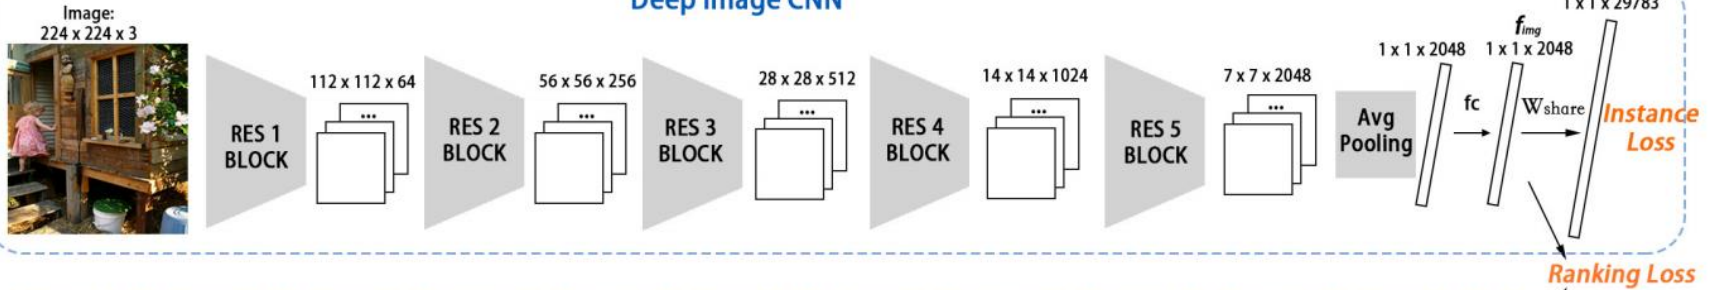 Deep Image CNN
Image:
224 x 224 x 3
RES 1
BLOCK
112 x 112 x 64
...
RES 2
BLOCK
56 x 56 x 256
...
RES 3
BLOCK
28 x 28 x 512
...
RES 4
BLOCK
14 x 14 x 1024
...
RES 5
BLOCK
7 x 7 x 2048
...
Avg
Pooling
1 x 1 x 2048
fc
fimg
1 x 1 x 2048
Wshare
1 x 1 x 29783
Instance
Loss
Ranking Loss